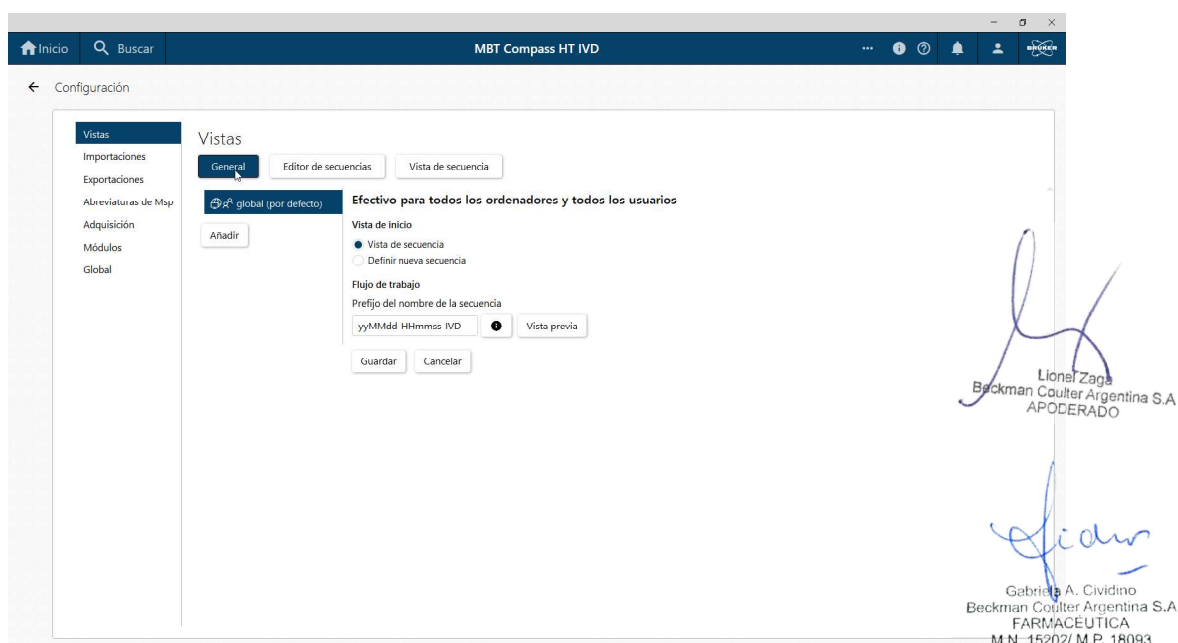 Inicio
Buscar
MBT Compass HT IVD
BRUKER
Configuración
Vistas
Importaciones
Exportaciones
Abreviaturas de Msp
Adquisición
Módulos
Global
Vistas
General
Editor de secuencias
Vista de secuencia
global (por defecto)
Añadir
Efectivo para todos los ordenadores y todos los usuarios
Vista de inicio
Vista de secuencia
Definir nueva secuencia
Flujo de trabajo
Prefijo del nombre de la secuencia
yyMMdd-HHmmss-IVD
Vista previa
Guardar
Cancelar
Lionel Zaga
Beckman Coulter Argentina S.A
APODERADO
Gabriela A. Cividino
Beckman Coulter Argentina S.A
FARMACÉUTICA
M.N. 15202/ M.P. 18093